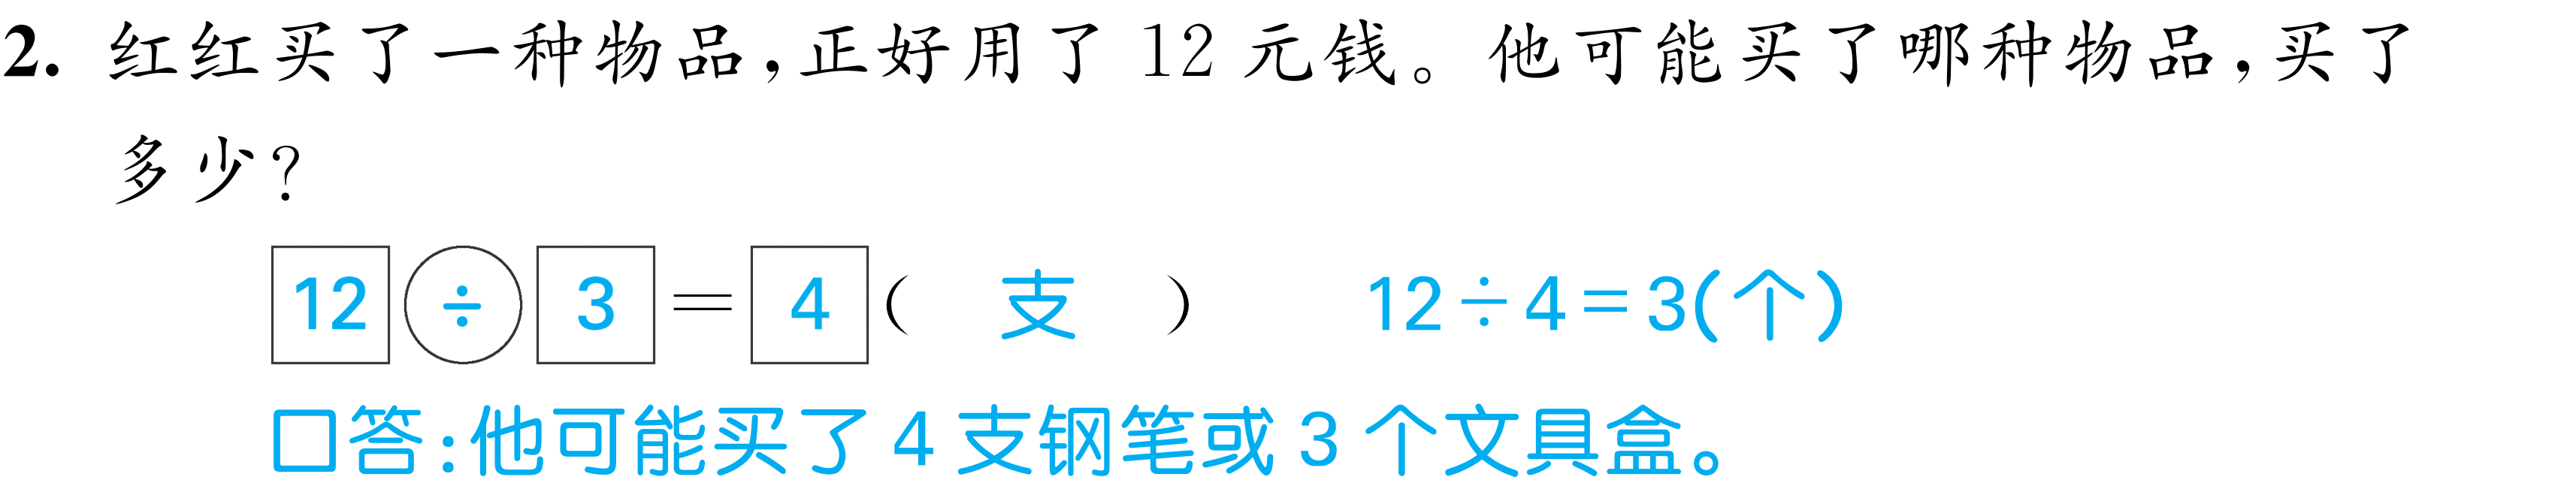 2. 红红买了一种物品,正好用了 12 元钱。他可能买了哪种物品,买了
多少?
12 ÷ 3 = 4 ( 支 ) 12÷4=3(个)
口答:他可能买了 4 支钢笔或 3 个文具盒。